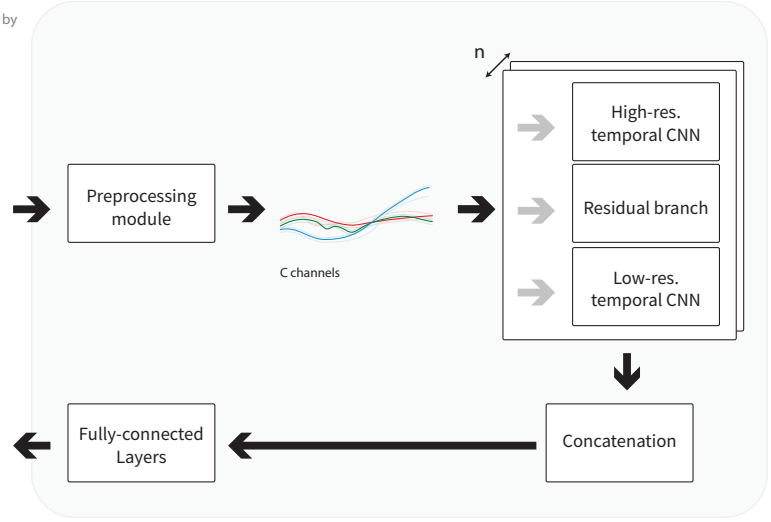 by
n
High-res.
temporal CNN
Preprocessing
module
Residual branch
C channels
Low-res.
temporal CNN
Fully-connected
Layers
Concatenation